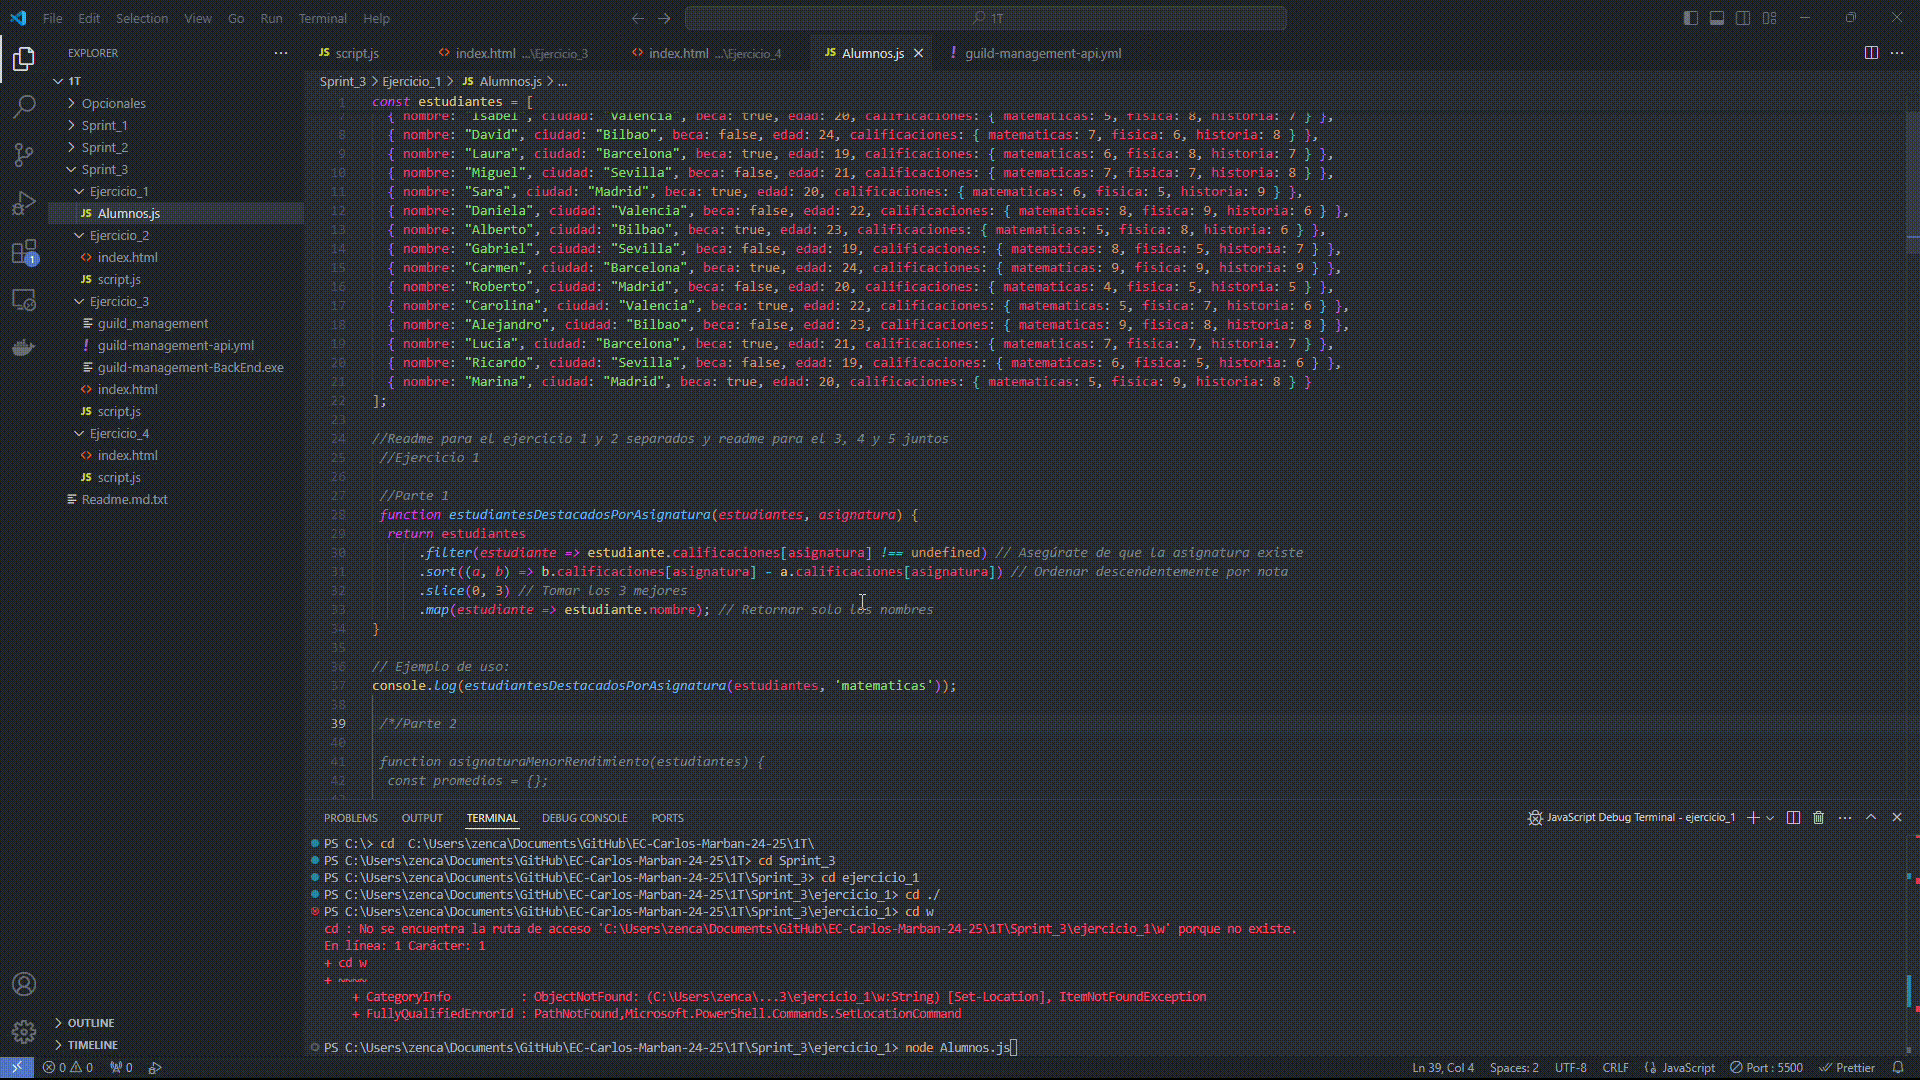 File Edit Selection View Go Run Terminal Help
1T
EXPLORER
JS script.js
<> index.html ...\Ejercicio_3
<> index.html ...\Ejercicio_4
JS Alumnos.js
! guild-management-api.yml
1T
Opcionales
Sprint_1
Sprint_2
Sprint_3
Ejercicio_1
JS Alumnos.js
Ejercicio_2
<> index.html
JS script.js
Ejercicio_3
guild_management
! guild-management-api.yml
guild-management-BackEnd.exe
<> index.html
JS script.js
Ejercicio_4
<> index.html
JS script.js
Readme.md.txt
OUTLINE
TIMELINE
1
Sprint_3 > Ejercicio_1 > JS Alumnos.js > ...
1 const estudiantes = [
7 { nombre: "Isabel", ciudad: "Valencia", beca: true, edad: 20, calificaciones: { matematicas: 5, fisica: 8, historia: 7 } },
8 { nombre: "David", ciudad: "Bilbao", beca: false, edad: 24, calificaciones: { matematicas: 7, fisica: 6, historia: 8 } },
9 { nombre: "Laura", ciudad: "Barcelona", beca: true, edad: 19, calificaciones: { matematicas: 6, fisica: 8, historia: 7 } },
10 { nombre: "Miguel", ciudad: "Sevilla", beca: false, edad: 21, calificaciones: { matematicas: 7, fisica: 7, historia: 8 } },
11 { nombre: "Sara", ciudad: "Madrid", beca: true, edad: 20, calificaciones: { matematicas: 6, fisica: 5, historia: 9 } },
12 { nombre: "Daniela", ciudad: "Valencia", beca: false, edad: 22, calificaciones: { matematicas: 8, fisica: 9, historia: 6 } },
13 { nombre: "Alberto", ciudad: "Bilbao", beca: true, edad: 23, calificaciones: { matematicas: 5, fisica: 8, historia: 6 } },
14 { nombre: "Gabriel", ciudad: "Sevilla", beca: false, edad: 19, calificaciones: { matematicas: 8, fisica: 5, historia: 7 } },
15 { nombre: "Carmen", ciudad: "Barcelona", beca: true, edad: 24, calificaciones: { matematicas: 9, fisica: 9, historia: 9 } },
16 { nombre: "Roberto", ciudad: "Madrid", beca: false, edad: 20, calificaciones: { matematicas: 4, fisica: 5, historia: 5 } },
17 { nombre: "Carolina", ciudad: "Valencia", beca: true, edad: 22, calificaciones: { matematicas: 5, fisica: 7, historia: 6 } },
18 { nombre: "Alejandro", ciudad: "Bilbao", beca: false, edad: 23, calificaciones: { matematicas: 9, fisica: 8, historia: 8 } },
19 { nombre: "Lucia", ciudad: "Barcelona", beca: true, edad: 21, calificaciones: { matematicas: 7, fisica: 7, historia: 7 } },
20 { nombre: "Ricardo", ciudad: "Sevilla", beca: false, edad: 19, calificaciones: { matematicas: 6, fisica: 5, historia: 6 } },
21 { nombre: "Marina", ciudad: "Madrid", beca: true, edad: 20, calificaciones: { matematicas: 5, fisica: 9, historia: 8 } }
22 ];
23
24 //Readme para el ejercicio 1 y 2 separados y readme para el 3, 4 y 5 juntos
25 //Ejercicio 1
26
27 //Parte 1
28 function estudiantesDestacadosPorAsignatura(estudiantes, asignatura) {
29 return estudiantes
30 .filter(estudiante => estudiante.calificaciones[asignatura] !== undefined) // Asegúrate de que la asignatura existe
31 .sort((a, b) => b.calificaciones[asignatura] - a.calificaciones[asignatura]) // Ordenar descendentemente por nota
32 .slice(0, 3) // Tomar los 3 mejores
33 .map(estudiante => estudiante.nombre); // Retornar solo los nombres
34 }
35
36 // Ejemplo de uso:
37 console.log(estudiantesDestacadosPorAsignatura(estudiantes, 'matematicas'));
38
39 /*/Parte 2
40
41 function asignaturaMenorRendimiento(estudiantes) {
42 const promedios = {};
PROBLEMS OUTPUT TERMINAL DEBUG CONSOLE PORTS
JavaScript Debug Terminal - ejercicio_1
PS C:\> cd C:\Users\zenca\Documents\GitHub\EC-Carlos-Marban-24-25\1T\
PS C:\Users\zenca\Documents\GitHub\EC-Carlos-Marban-24-25\1T> cd Sprint_3
PS C:\Users\zenca\Documents\GitHub\EC-Carlos-Marban-24-25\1T\Sprint_3> cd ejercicio_1
PS C:\Users\zenca\Documents\GitHub\EC-Carlos-Marban-24-25\1T\Sprint_3\ejercicio_1> cd ./
PS C:\Users\zenca\Documents\GitHub\EC-Carlos-Marban-24-25\1T\Sprint_3\ejercicio_1> cd w
cd : No se encuentra la ruta de acceso 'C:\Users\zenca\Documents\GitHub\EC-Carlos-Marban-24-25\1T\Sprint_3\ejercicio_1\w' porque no existe.
En línea: 1 Carácter: 1
+ cd w
+ ~~~~
+ CategoryInfo : ObjectNotFound: (C:\Users\zenca\...3\ejercicio_1\w:String) [Set-Location], ItemNotFoundException
+ FullyQualifiedErrorId : PathNotFound,Microsoft.PowerShell.Commands.SetLocationCommand
PS C:\Users\zenca\Documents\GitHub\EC-Carlos-Marban-24-25\1T\Sprint_3\ejercicio_1> node Alumnos.js
0 0 0 Ln 39, Col 4 Spaces: 2 UTF-8 CRLF JavaScript Port : 5500 Prettier